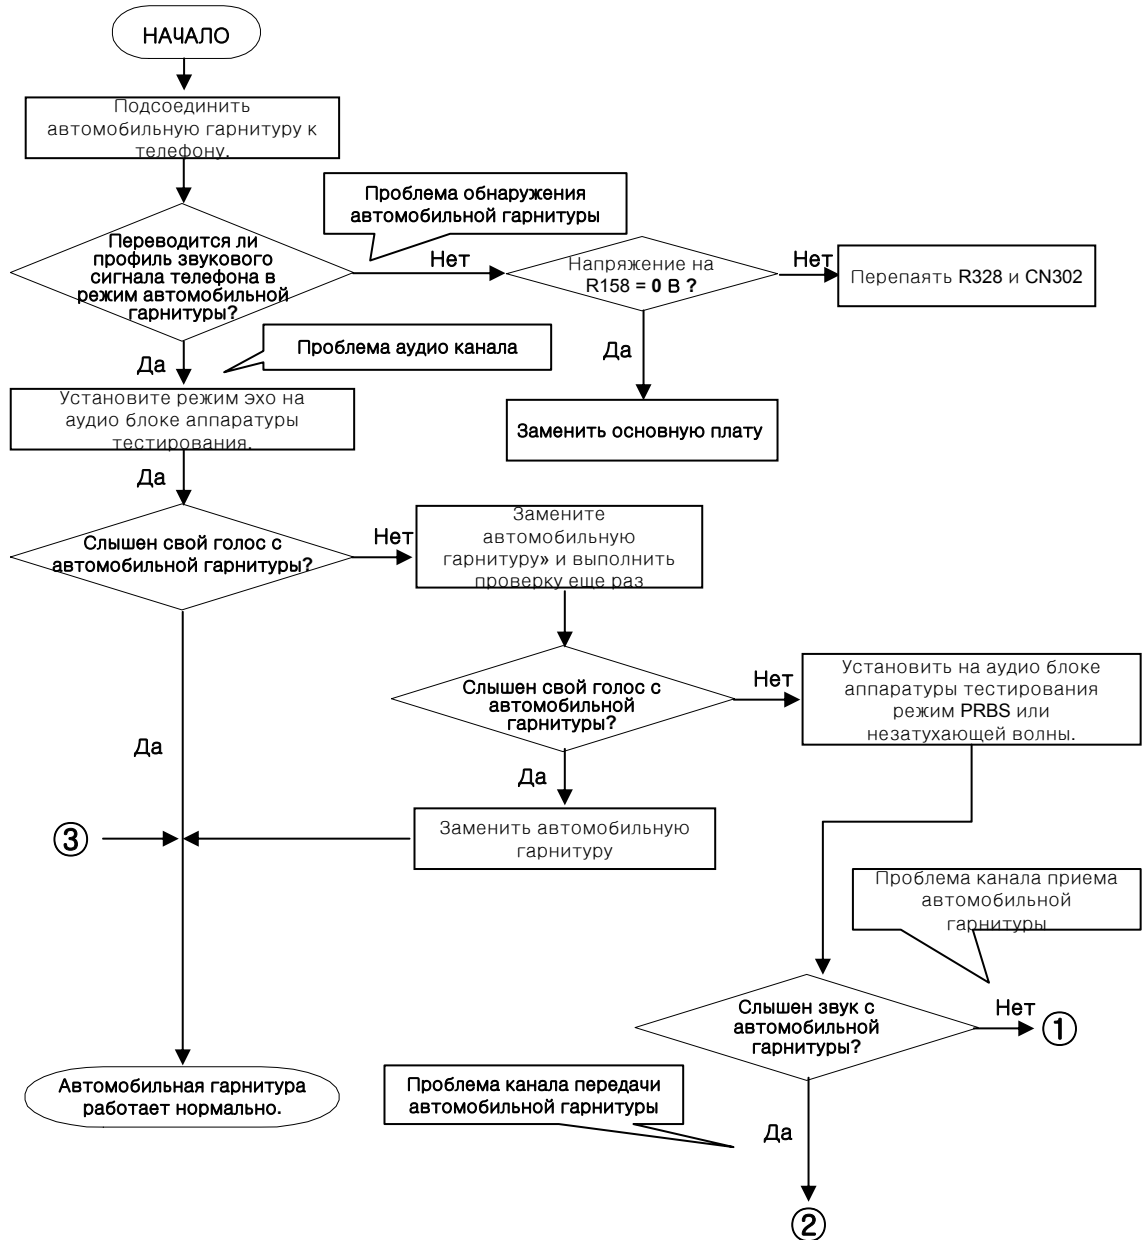 НАЧАЛО
Подсоединить
автомобильную гарнитуру к
телефону.
Проблема обнаружения
автомобильной гарнитуры
Переводится ли
профиль звукового
сигнала телефона в
режим автомобильной
гарнитуры?
Нет
Напряжение на
R158 = 0 В ?
Нет
Перепаять R328 и CN302
Да
Проблема аудио канала
Да
Установите режим эхо на
аудио блоке аппаратуры
тестирования.
Заменить основную плату
Да
Слышен свой голос с
автомобильной гарнитуры?
Нет
Замените
автомобильную
гарнитуру» и выполнить
проверку еще раз
Слышен свой голос с
автомобильной
гарнитуры?
Нет
Установить на аудио блоке
аппаратуры тестирования
режим PRBS или
незатухающей волны.
Да
Да
③
Заменить автомобильную
гарнитуру
Проблема канала приема
автомобильной
гарнитуры
Слышен звук с
автомобильной
гарнитуры?
Нет
①
Автомобильная гарнитура
работает нормально.
Проблема канала передачи
автомобильной гарнитуры
Да
②